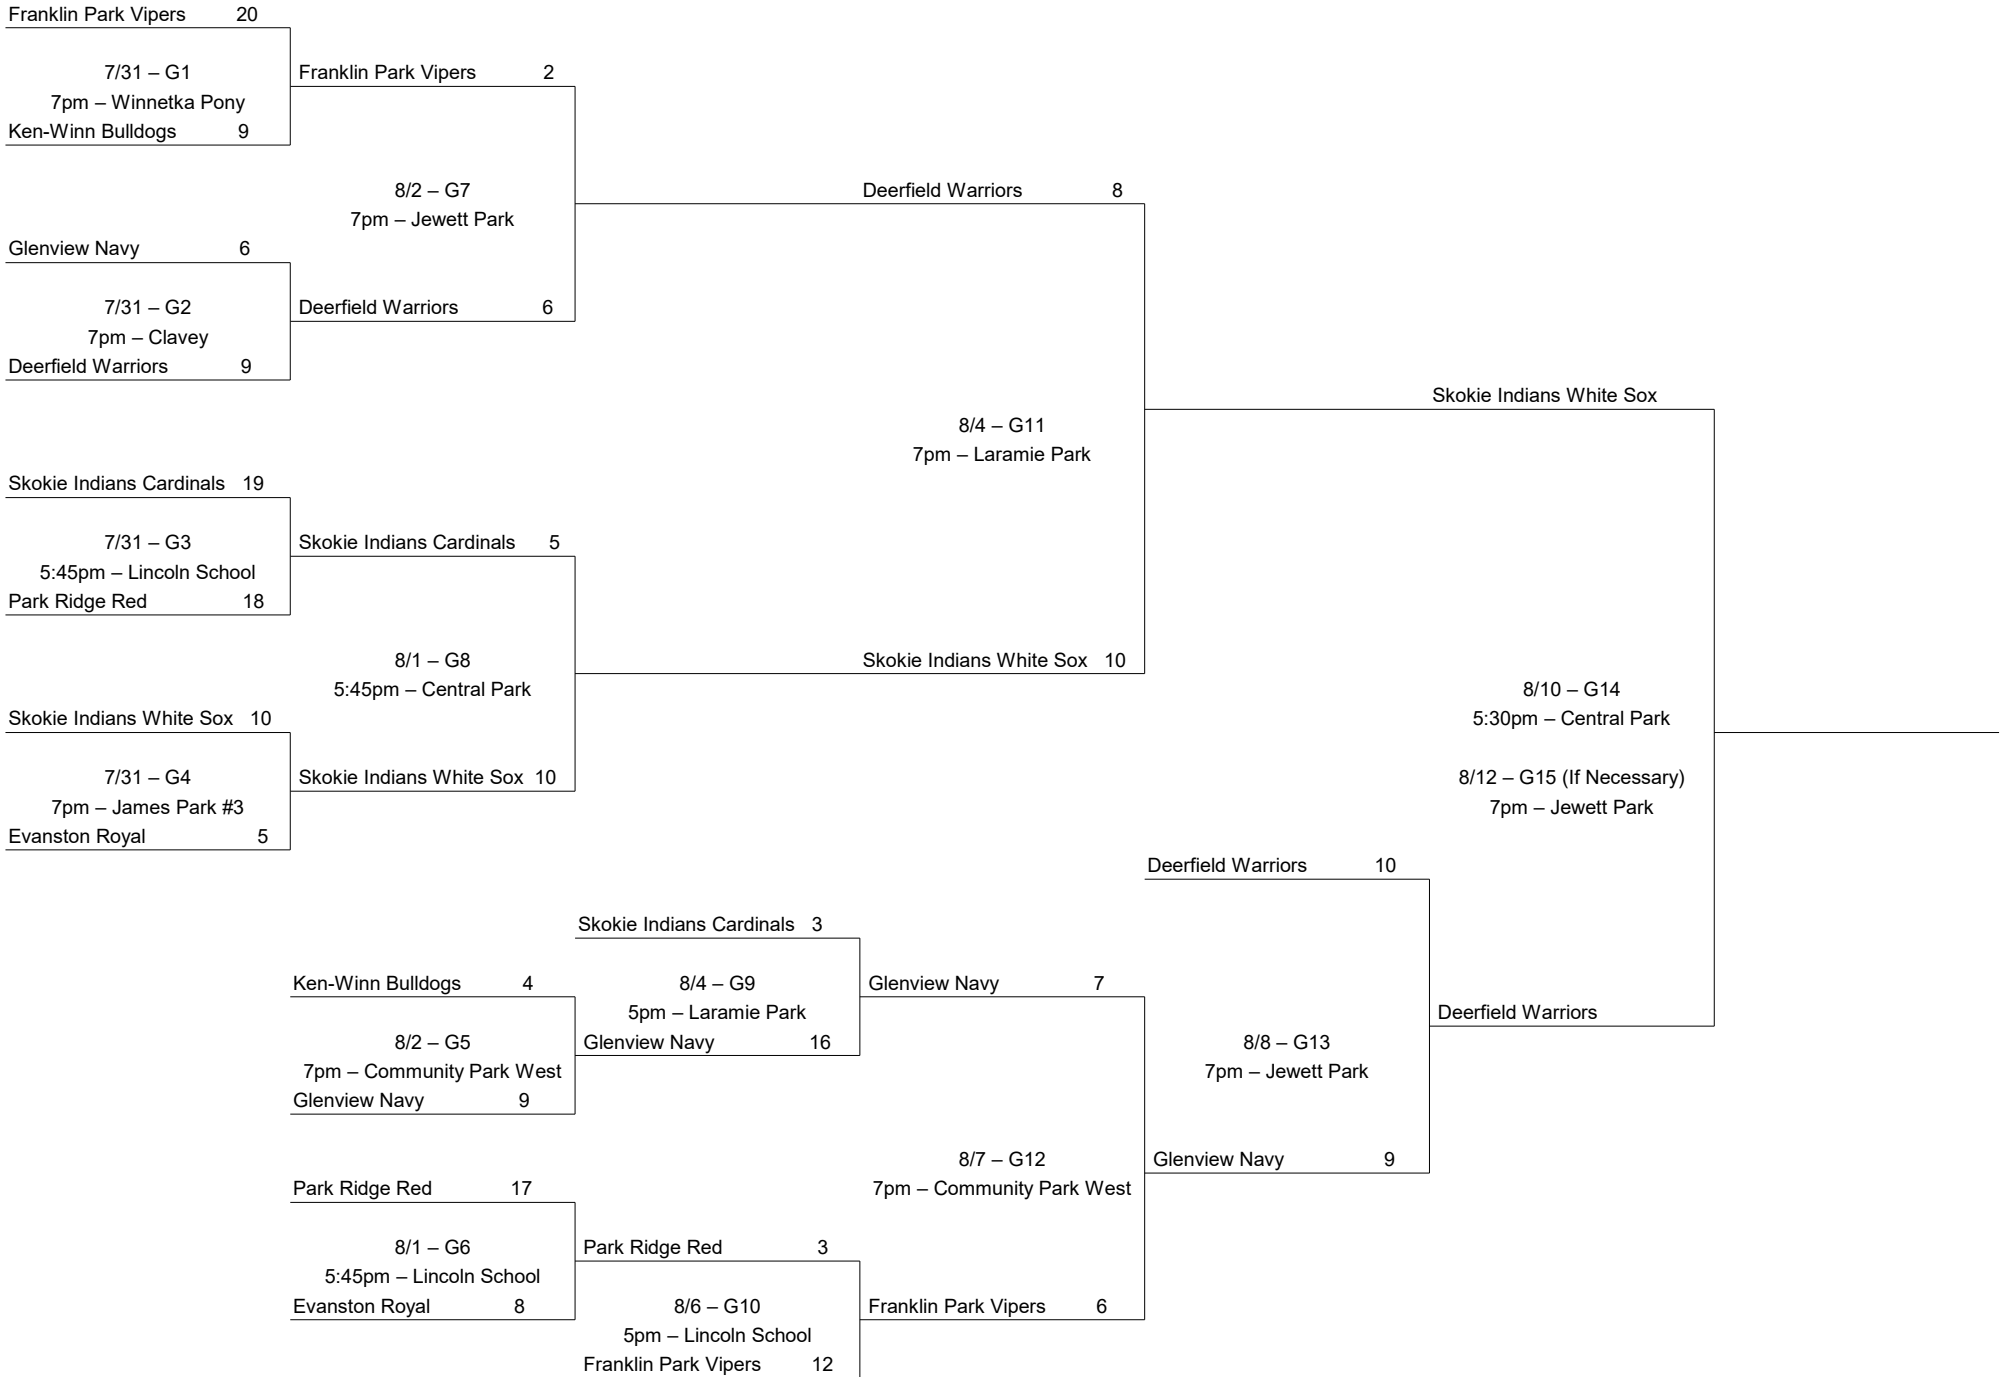 Franklin Park Vipers 20
7/31 – G1
7pm – Winnetka Pony
Ken-Winn Bulldogs 9
Franklin Park Vipers 2
8/2 – G7
7pm – Jewett Park
Glenview Navy 6
7/31 – G2
7pm – Clavey
Deerfield Warriors 9
Deerfield Warriors 6
Deerfield Warriors 8
8/4 – G11
7pm – Laramie Park
Skokie Indians White Sox
Skokie Indians Cardinals 19
7/31 – G3
5:45pm – Lincoln School
Park Ridge Red 18
Skokie Indians Cardinals 5
8/1 – G8
5:45pm – Central Park
Skokie Indians White Sox 10
Skokie Indians White Sox 10
7/31 – G4
7pm – James Park #3
Evanston Royal 5
Skokie Indians White Sox 10
8/10 – G14
5:30pm – Central Park
8/12 – G15 (If Necessary)
7pm – Jewett Park
Deerfield Warriors 10
Skokie Indians Cardinals 3
Ken-Winn Bulldogs 4
8/2 – G5
7pm – Community Park West
Glenview Navy 9
8/4 – G9
5pm – Laramie Park
Glenview Navy 16
Glenview Navy 7
8/8 – G13
7pm – Jewett Park
Deerfield Warriors
8/7 – G12
7pm – Community Park West
Glenview Navy 9
Park Ridge Red 17
8/1 – G6
5:45pm – Lincoln School
Evanston Royal 8
Park Ridge Red 3
8/6 – G10
5pm – Lincoln School
Franklin Park Vipers 12
Franklin Park Vipers 6